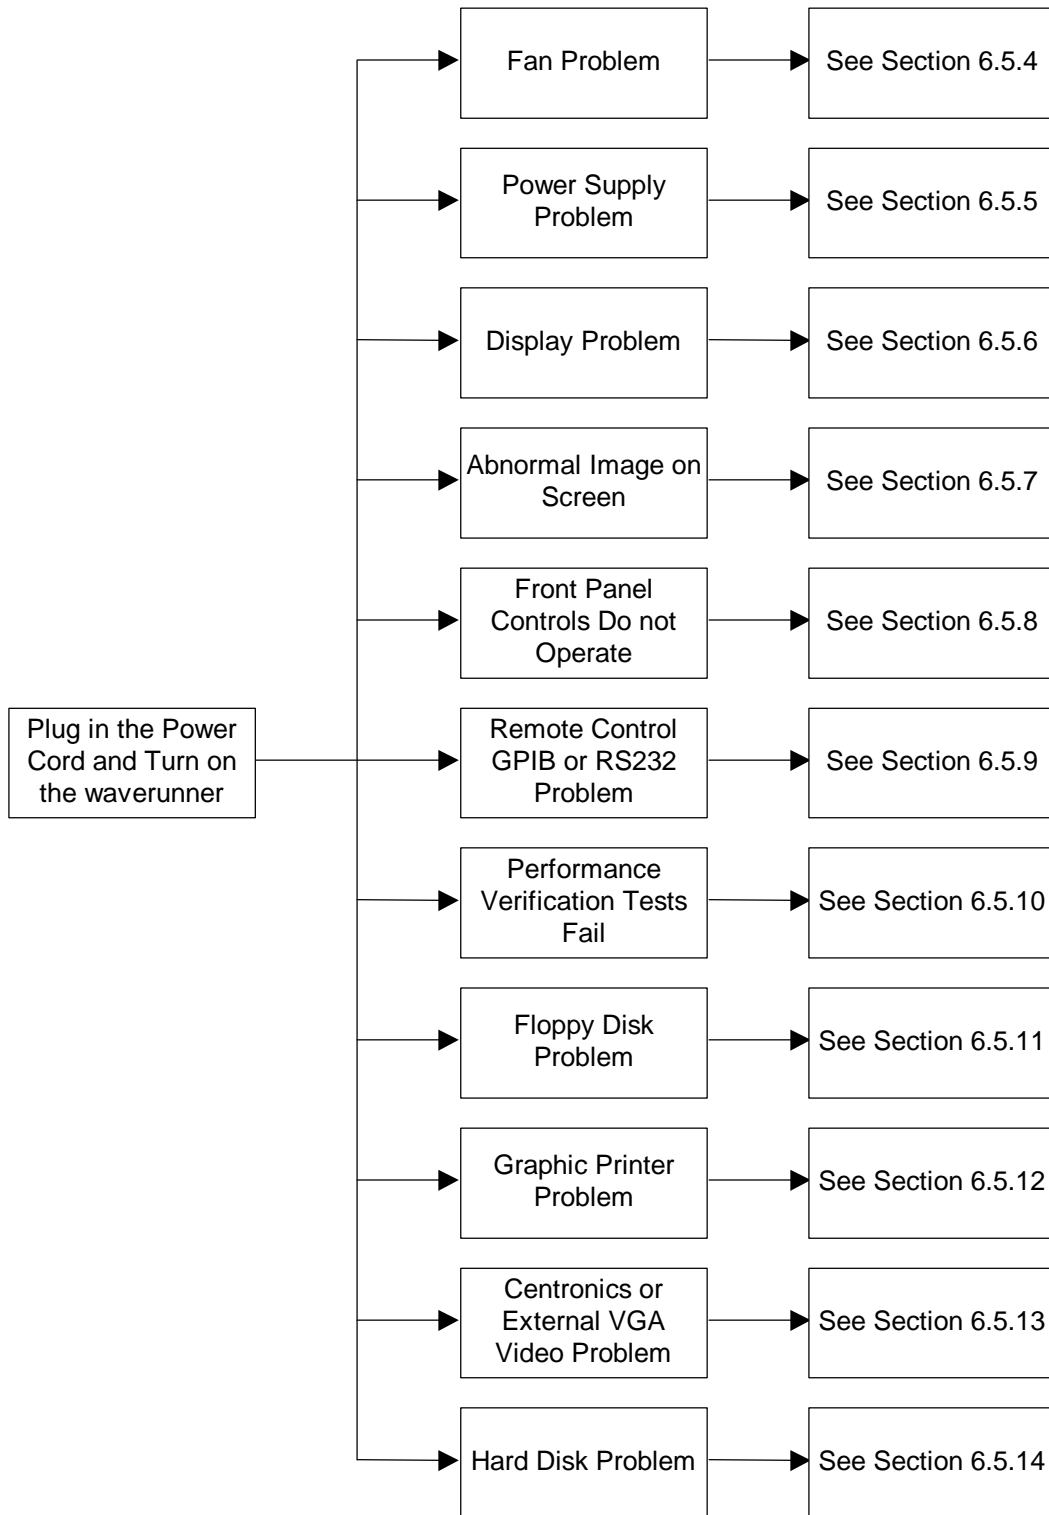 Fan Problem
See Section 6.5.4
Power Supply
Problem
See Section 6.5.5
Display Problem
See Section 6.5.6
Abnormal Image on
Screen
See Section 6.5.7
Front Panel
Controls Do not
Operate
See Section 6.5.8
Plug in the Power
Cord and Turn on
the waverunner
Remote Control
GPIB or RS232
Problem
See Section 6.5.9
Performance
Verification Tests
Fail
See Section 6.5.10
Floppy Disk
Problem
See Section 6.5.11
Graphic Printer
Problem
See Section 6.5.12
Centronics or
External VGA
Video Problem
See Section 6.5.13
Hard Disk Problem
See Section 6.5.14